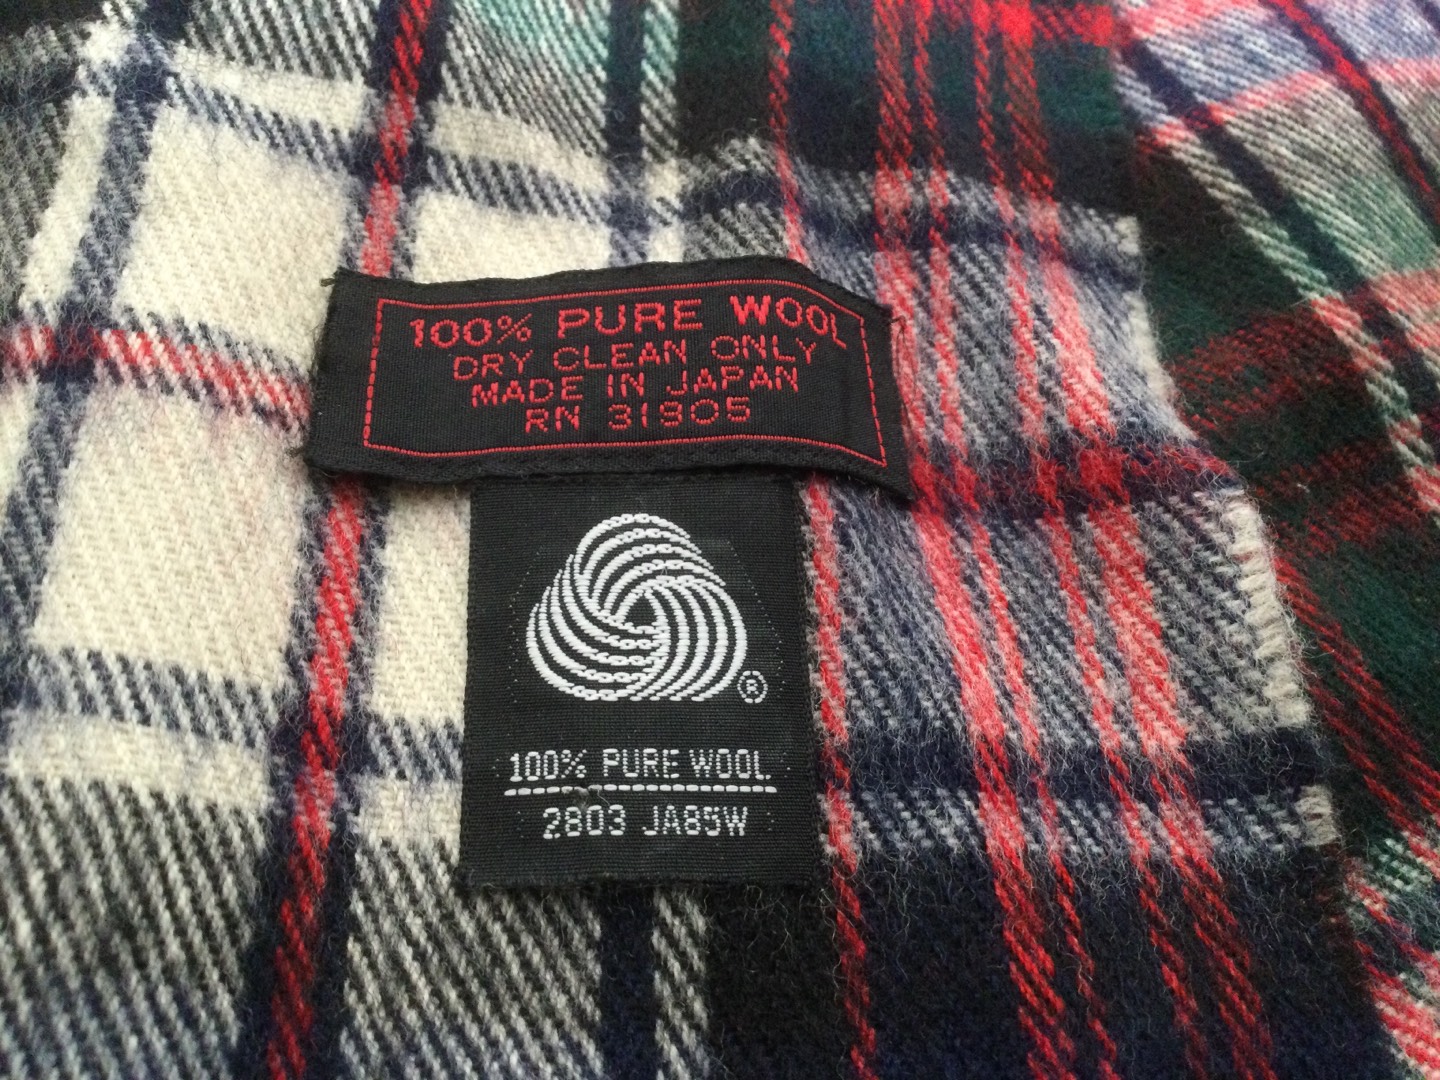 100% PURE WOOL
DRY CLEAN ONLY
MADE IN JAPAN
RN 31905
®
100% PURE WOOL
2803 JA85W